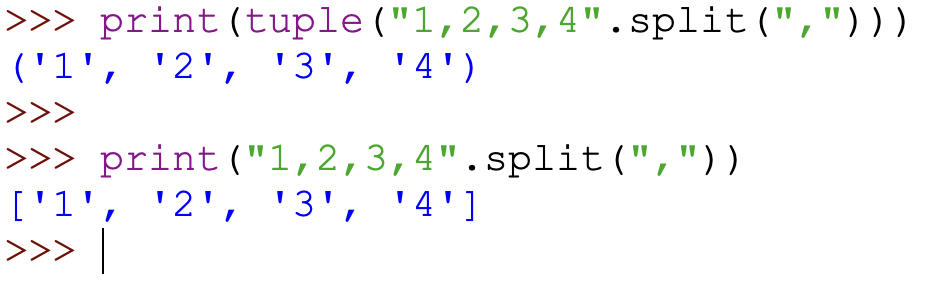 >>> print(tuple("1,2,3,4".split(",")))
('1', '2', '3', '4')
>>>
>>> print("1,2,3,4".split(","))
['1', '2', '3', '4']
>>>